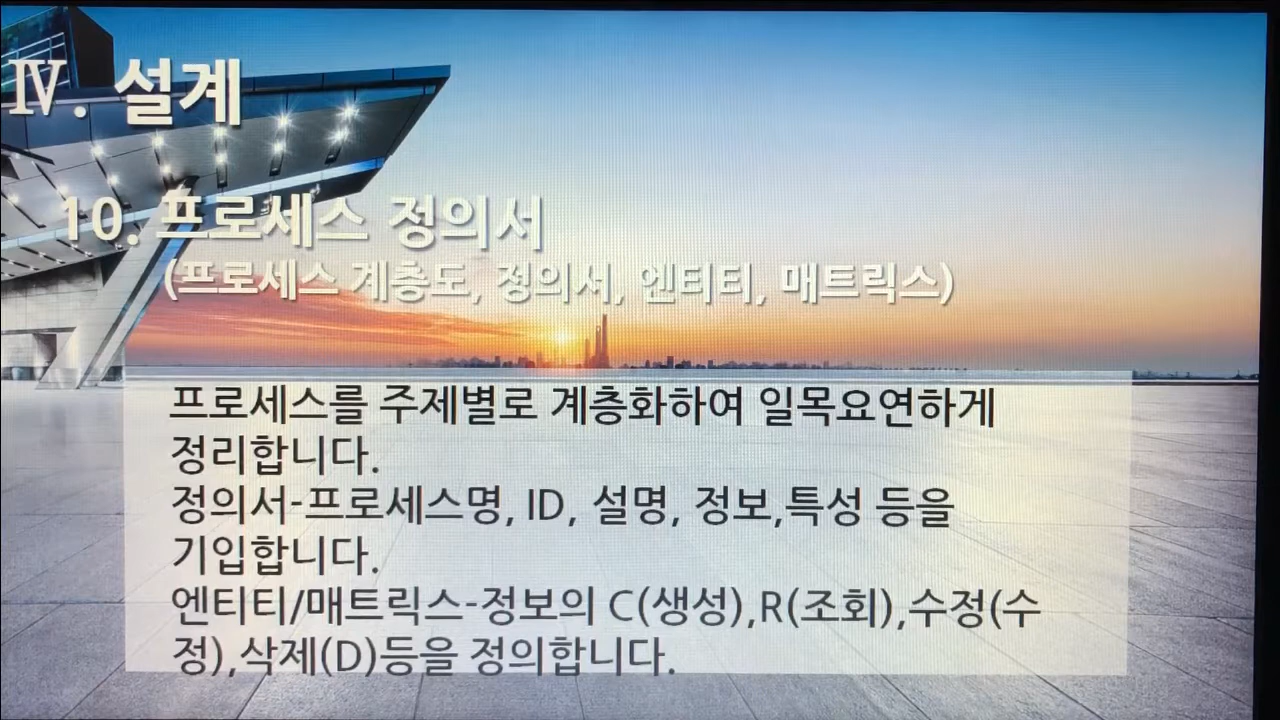 Ⅳ. 설계
10. 프로세스 정의서
(프로세스 계층도, 정의서, 엔티티, 매트릭스)
프로세스를 주제별로 계층화하여 일목요연하게
정리합니다.
정의서-프로세스명, ID, 설명, 정보,특성 등을
기입합니다.
엔티티/매트릭스-정보의 C(생성),R(조회),수정(수
정),삭제(D)등을 정의합니다.